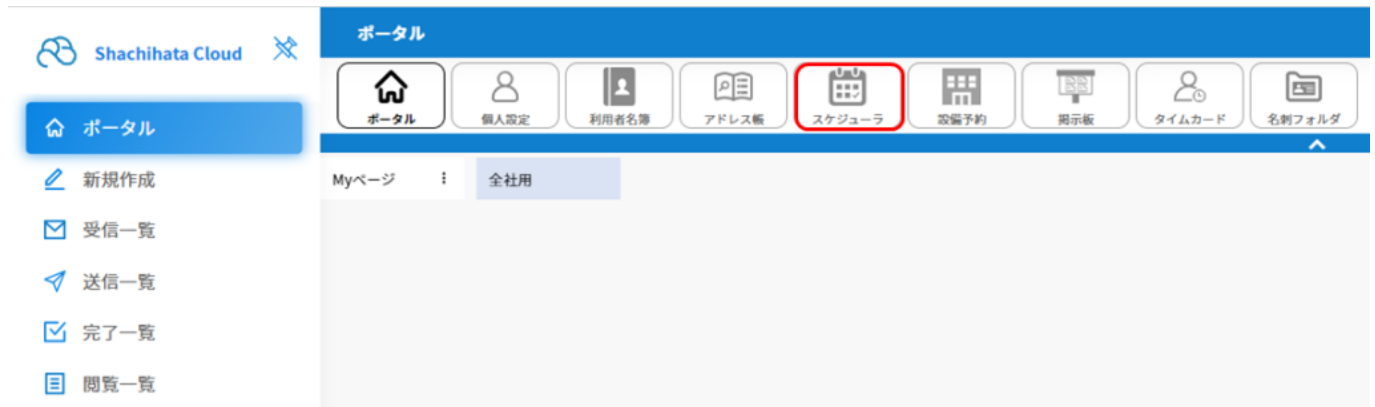 Shachihata Cloud
ポータル
新規作成
受信一覧
送信一覧
完了一覧
閲覧一覧
ポータル
ポータル
個人設定
利用者名簿
アドレス帳
スケジューラ
設備予約
掲示板
タイムカード
名刺フォルダ
Myページ
全社用